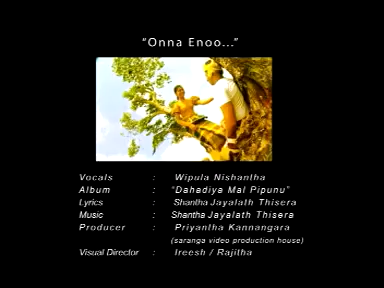 "Onna Enoo..."
Vocals : Wipula Nishantha
Album : "Dahadiya Mal Pipunu"
Lyrics : Shantha Jayalath Thisera
Music : Shantha Jayalath Thisera
Producer : Priyantha Kannangara
(saranga video production house)
Visual Director : Ireesh / Rajitha